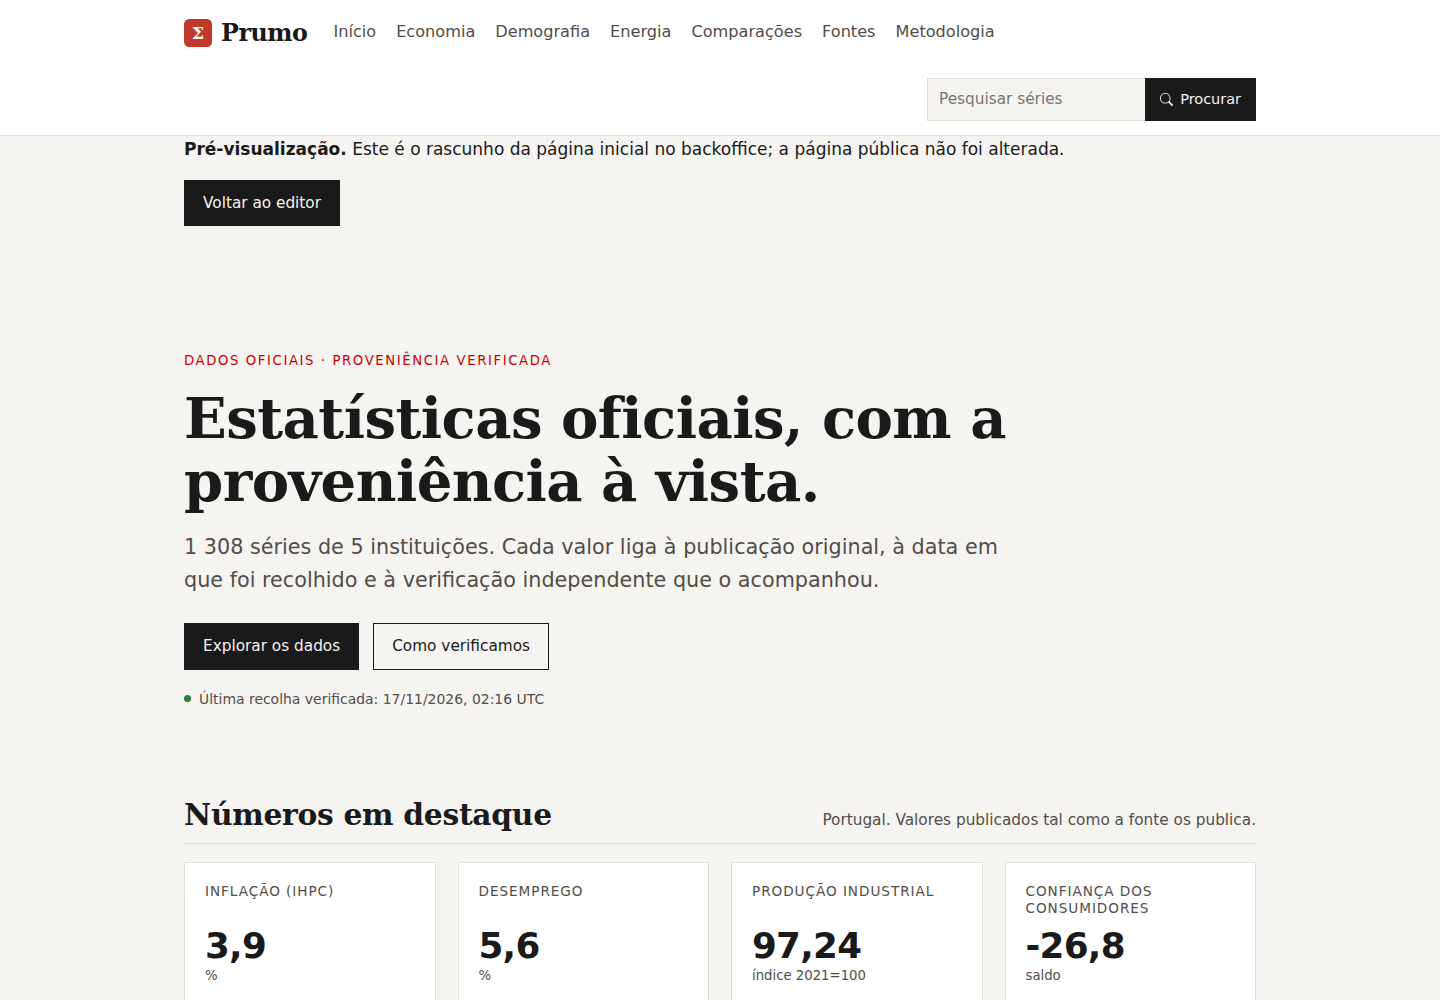 Σ Prumo Início Economia Demografia Energia Comparações Fontes Metodologia
Pesquisar séries Procurar
Pré-visualização. Este é o rascunho da página inicial no backoffice; a página pública não foi alterada.
Voltar ao editor
DADOS OFICIAIS · PROVENIÊNCIA VERIFICADA
Estatísticas oficiais, com a
proveniência à vista.
1 308 séries de 5 instituições. Cada valor liga à publicação original, à data em
que foi recolhido e à verificação independente que o acompanhou.
Explorar os dados Como verificamos
Última recolha verificada: 17/11/2026, 02:16 UTC
Números em destaque
Portugal. Valores publicados tal como a fonte os publica.
INFLAÇÃO (IHPC)
3,9
%
DESEMPREGO
5,6
%
PRODUÇÃO INDUSTRIAL
97,24
índice 2021=100
CONFIANÇA DOS
CONSUMIDORES
-26,8
saldo